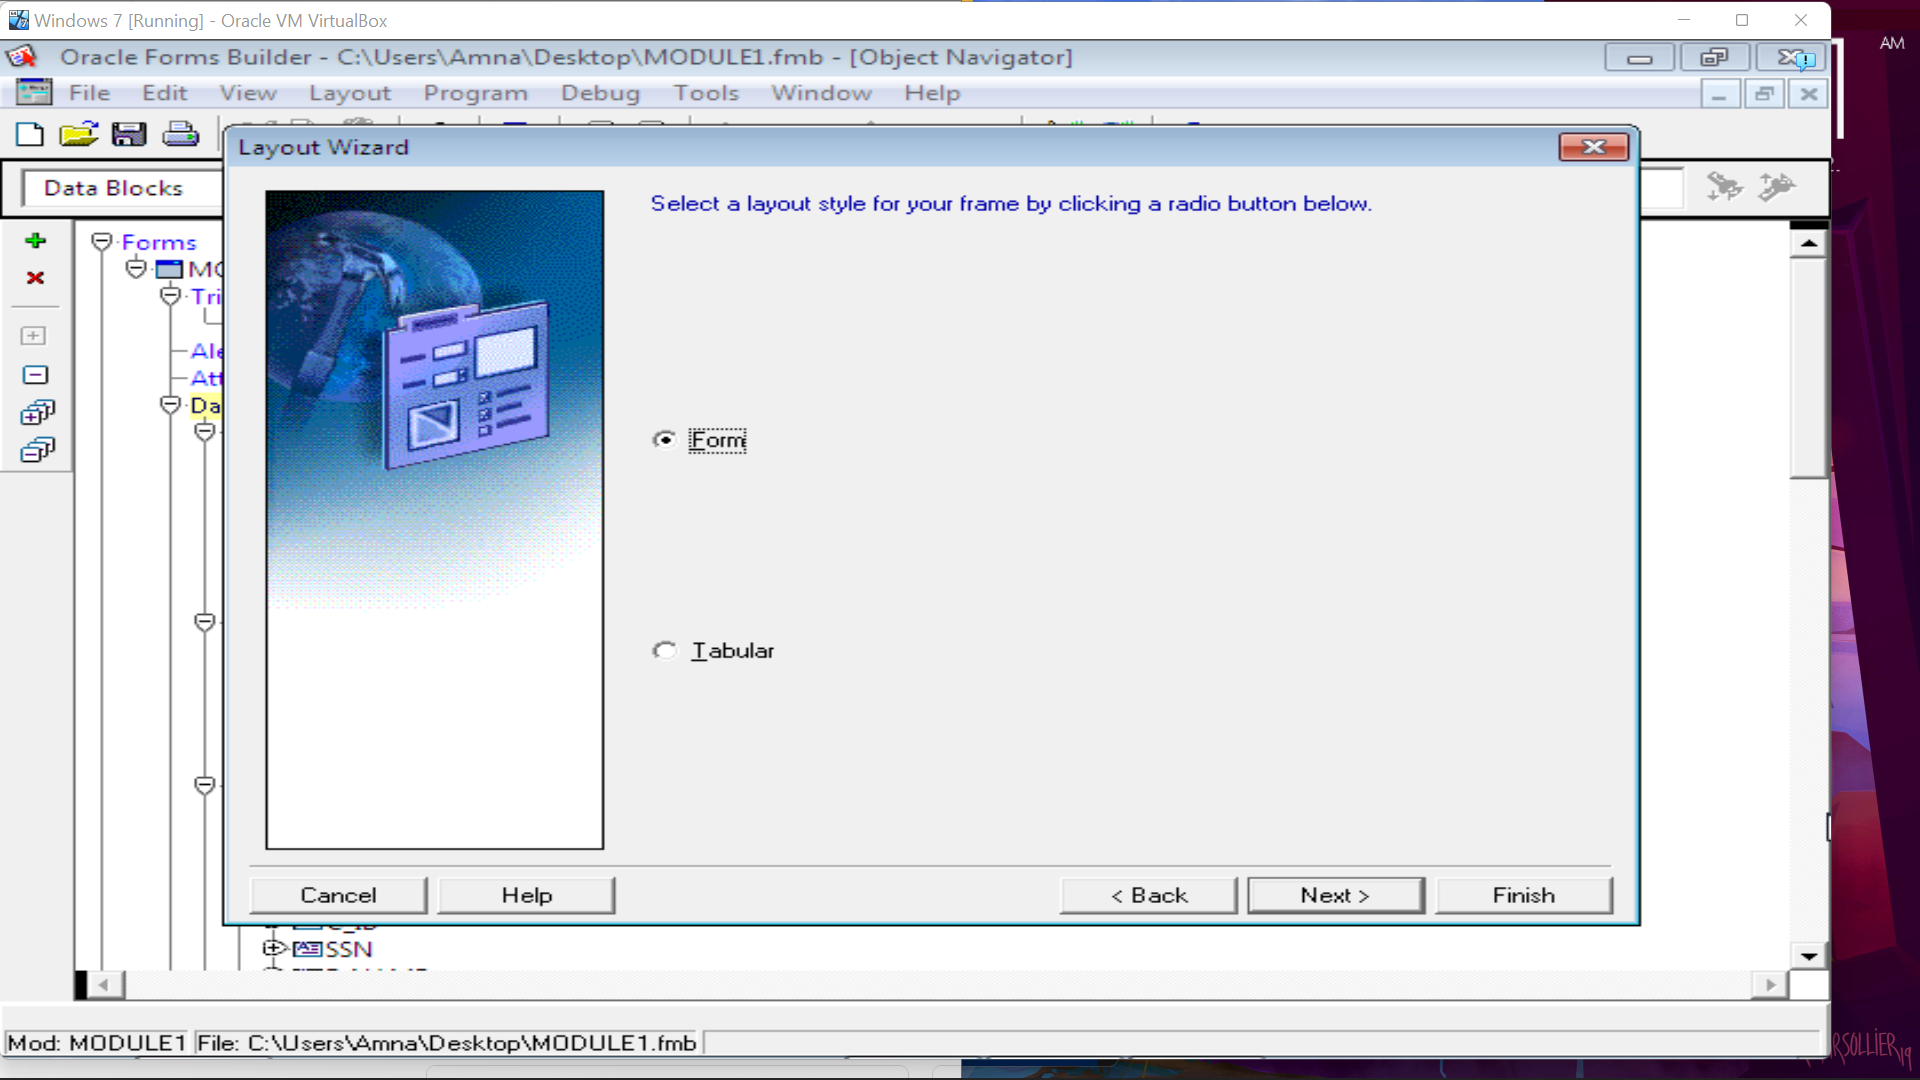 Windows 7 [Running] - Oracle VM VirtualBox
AM
Oracle Forms Builder - C:\Users\Amna\Desktop\MODULE1.fmb - [Object Navigator]
File Edit View Layout Program Debug Tools Window Help
Layout Wizard
Data Blocks
Select a layout style for your frame by clicking a radio button below.
Forms
MO
Tri
Ale
Att
Da
Form
Tabular
Cancel Help < Back Next > Finish
C_ID
SSN
Mod: MODULE1 File: C:\Users\Amna\Desktop\MODULE1.fmb